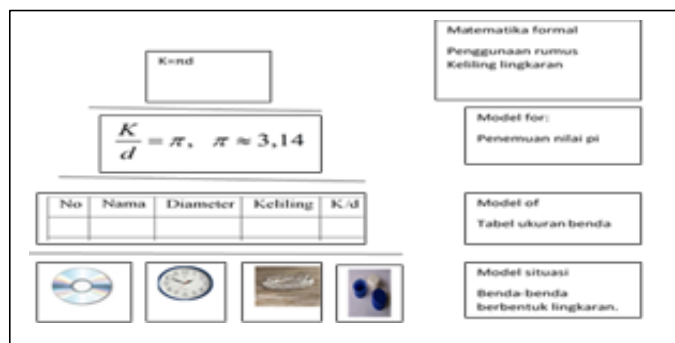 Matematika formal
Penggunaan rumus
Keliling lingkaran
K=πd
K/d = π, π ≈ 3,14
Model for:
Penemuan nilai pi
No Nama Diameter Keliling K/d
Model of
Tabel ukuran benda
Model situasi
Benda-benda
berbentuk lingkaran.